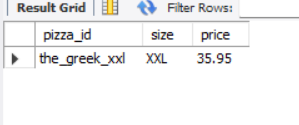 Result Grid Filter Rows:
pizza_id size price
the_greek_xxl XXL 35.95